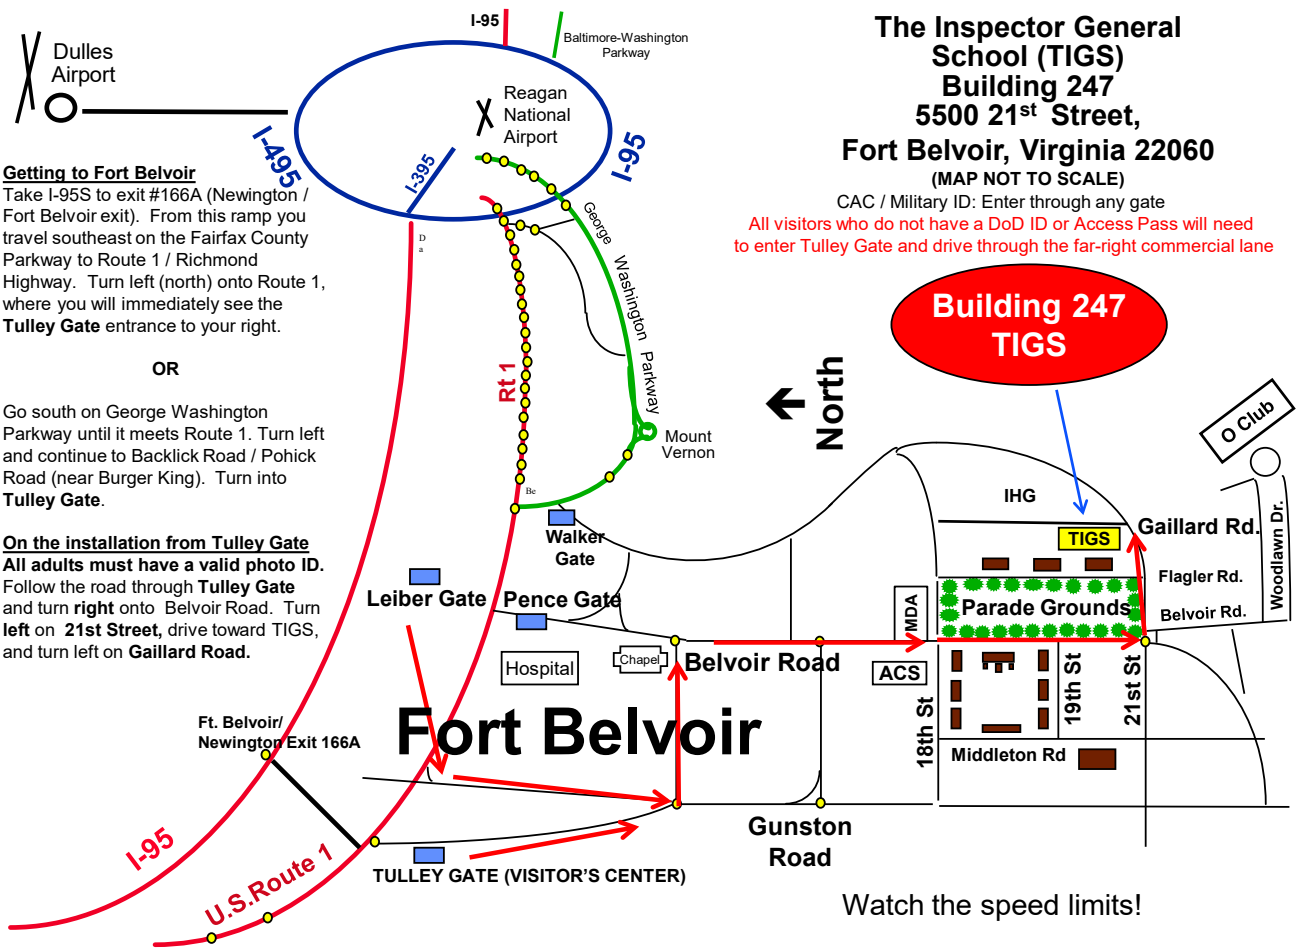 I-95
Baltimore-Washington
Parkway
Dulles
Airport
Reagan
National
Airport
I-495
I-395
I-95
The Inspector General
School (TIGS)
Building 247
5500 21st Street,
Fort Belvoir, Virginia 22060
(MAP NOT TO SCALE)
CAC / Military ID: Enter through any gate
All visitors who do not have a DoD ID or Access Pass will need
to enter Tulley Gate and drive through the far-right commercial lane
Getting to Fort Belvoir
Take I-95S to exit #166A (Newington /
Fort Belvoir exit). From this ramp you
travel southeast on the Fairfax County
Parkway to Route 1 / Richmond
Highway. Turn left (north) onto Route 1,
where you will immediately see the
Tulley Gate entrance to your right.
OR
Go south on George Washington
Parkway until it meets Route 1. Turn left
and continue to Backlick Road / Pohick
Road (near Burger King). Turn into
Tulley Gate.
On the installation from Tulley Gate
All adults must have a valid photo ID.
Follow the road through Tulley Gate
and turn right onto Belvoir Road. Turn
left on 21st Street, drive toward TIGS,
and turn left on Gaillard Road.
D
a
George Washington Parkway
Rt 1
Mount
Vernon
Be
North
Building 247
TIGS
O Club
IHG
TIGS
Gaillard Rd.
Woodlawn Dr.
Flagler Rd.
Belvoir Rd.
Parade Grounds
Walker
Gate
Leiber Gate
Pence Gate
MDA
Hospital
Chapel
Belvoir Road
ACS
18th St
19th St
21st St
Middleton Rd
Fort Belvoir
Ft. Belvoir/
Newington Exit 166A
I-95
U.S.Route 1
Gunston
Road
TULLEY GATE (VISITOR'S CENTER)
Watch the speed limits!